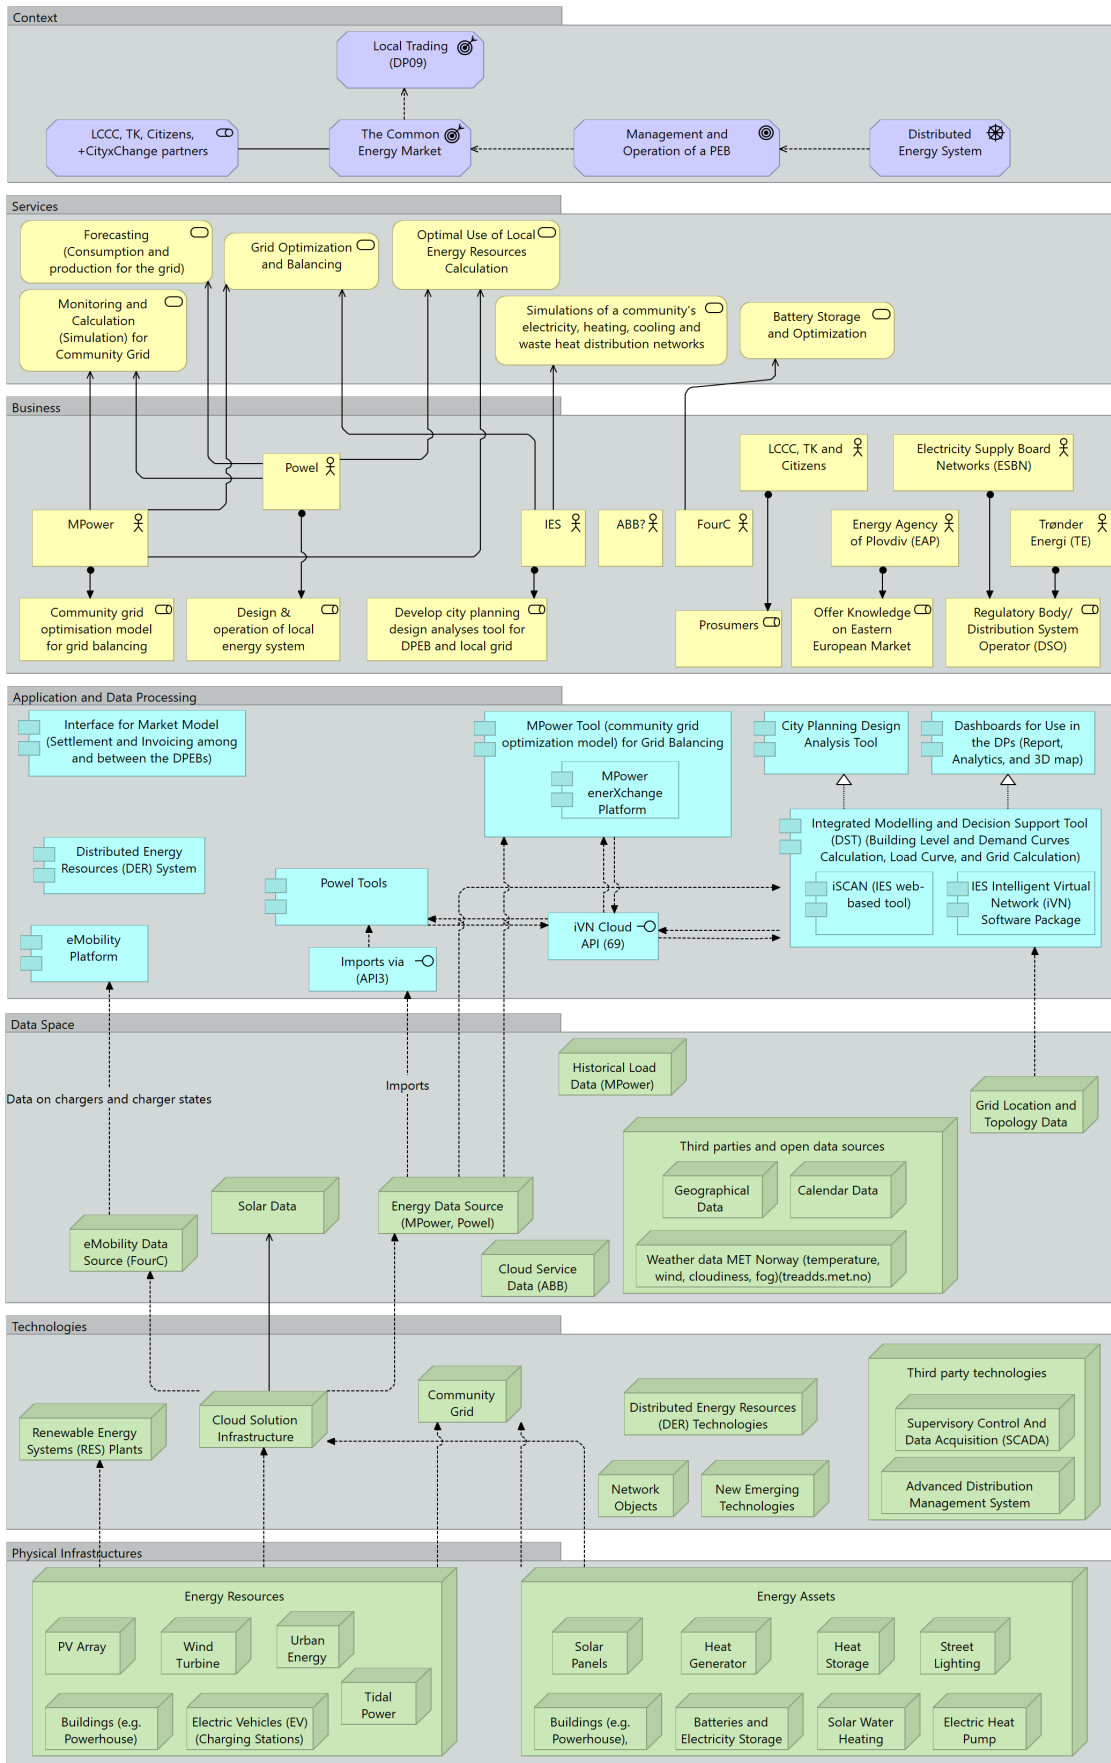 Context
Local Trading
(DP09)
LCCC, TK, Citizens,
+CityxChange partners
The Common
Energy Market
Management and
Operation of a PEB
Distributed
Energy System
Services
Forecasting
(Consumption and
production for the grid)
Grid Optimization
and Balancing
Optimal Use of Local
Energy Resources
Calculation
Monitoring and
Calculation
(Simulation) for
Community Grid
Simulations of a community's
electricity, heating, cooling and
waste heat distribution networks
Battery Storage
and Optimization
Business
LCCC, TK and
Citizens
Electricity Supply Board
Networks (ESBN)
Powel
MPower
IES
ABB?
FourC
Energy Agency
of Plovdiv (EAP)
Trønder
Energi (TE)
Community grid
optimisation model
for grid balancing
Design &
operation of local
energy system
Develop city planning
design analyses tool for
DPEB and local grid
Prosumers
Offer Knowledge
on Eastern
European Market
Regulatory Body/
Distribution System
Operator (DSO)
Application and Data Processing
Interface for Market Model
(Settlement and Invoicing among
and between the DPEBs)
MPower Tool (community grid
optimization model) for Grid Balancing
MPower
enerXchange
Platform
City Planning Design
Analysis Tool
Dashboards for Use in
the DPs (Report,
Analytics, and 3D map)
Distributed Energy
Resources (DER) System
Integrated Modelling and Decision Support Tool
(DST) (Building Level and Demand Curves
Calculation, Load Curve, and Grid Calculation)
iSCAN (IES web-
based tool)
IES Intelligent Virtual
Network (iVN)
Software Package
Powel Tools
eMobility
Platform
Imports via
(API3)
iVN Cloud
API (69)
Data Space
Historical Load
Data (MPower)
Imports
Data on chargers and charger states
Grid Location and
Topology Data
Third parties and open data sources
Geographical
Data
Calendar Data
Weather data MET Norway (temperature,
wind, cloudiness, fog)(treadds.met.no)
Solar Data
Energy Data Source
(MPower, Powel)
eMobility Data
Source (FourC)
Cloud Service
Data (ABB)
Technologies
Third party technologies
Supervisory Control And
Data Acquisition (SCADA)
Advanced Distribution
Management System
Community
Grid
Distributed Energy Resources
(DER) Technologies
Cloud Solution
Infrastructure
Renewable Energy
Systems (RES) Plants
Network
Objects
New Emerging
Technologies
Physical Infrastructures
Energy Resources
PV Array
Wind
Turbine
Urban
Energy
Tidal
Power
Buildings (e.g.
Powerhouse)
Electric Vehicles (EV)
(Charging Stations)
Energy Assets
Solar
Panels
Heat
Generator
Heat
Storage
Street
Lighting
Buildings (e.g.
Powerhouse),
Batteries and
Electricity Storage
Solar Water
Heating
Electric Heat
Pump